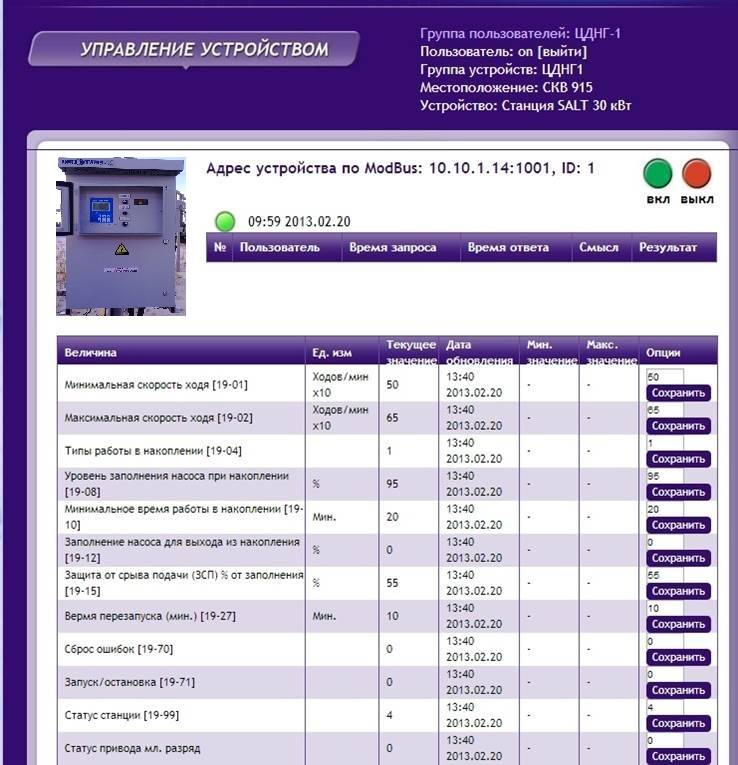 УПРАВЛЕНИЕ УСТРОЙСТВОМ
Группа пользователей: ЦДНГ-1
Пользователь: on [выйти]
Группа устройств: ЦДНГ1
Местоположение: СКВ 915
Устройство: Станция SALT 30 кВт
Адрес устройства по ModBus: 10.10.1.14:1001, ID: 1
ВКЛ ВЫКЛ
09:59 2013.02.20
№ Пользователь Время запроса Время ответа Смысл Результат
Величина Ед. изм Текущее значение Дата обновления Мин. значение Макс. значение Опции
Минимальная скорость ходя [19-01] Ходов/мин x10 50 13:40 2013.02.20 - - 50 Сохранить
Максимальная скорость ходя [19-02] Ходов/мин x10 65 13:40 2013.02.20 - - 65 Сохранить
Типы работы в накоплении [19-04] 1 13:40 2013.02.20 - - 1 Сохранить
Уровень заполнения насоса при накоплении [19-08] % 95 13:40 2013.02.20 - - 95 Сохранить
Минимальное время работы в накоплении [19-10] Мин. 20 13:40 2013.02.20 - - 20 Сохранить
Заполнение насоса для выхода из накопления [19-12] % 0 13:40 2013.02.20 - - 0 Сохранить
Защита от срыва подачи (ЗСП) % от заполнения [19-15] % 55 13:40 2013.02.20 - - 55 Сохранить
Вермя перезапуска (мин.) [19-27] Мин. 10 13:40 2013.02.20 - - 10 Сохранить
Сброс ошибок [19-70] 0 13:40 2013.02.20 - - 0 Сохранить
Запуск/остановка [19-71] 0 13:40 2013.02.20 - - 0 Сохранить
Статус станции [19-99] 4 13:40 2013.02.20 - - 4 Сохранить
Статус привода мл. разряд 0 13:40 2013.02.20 - - 0 Сохранить